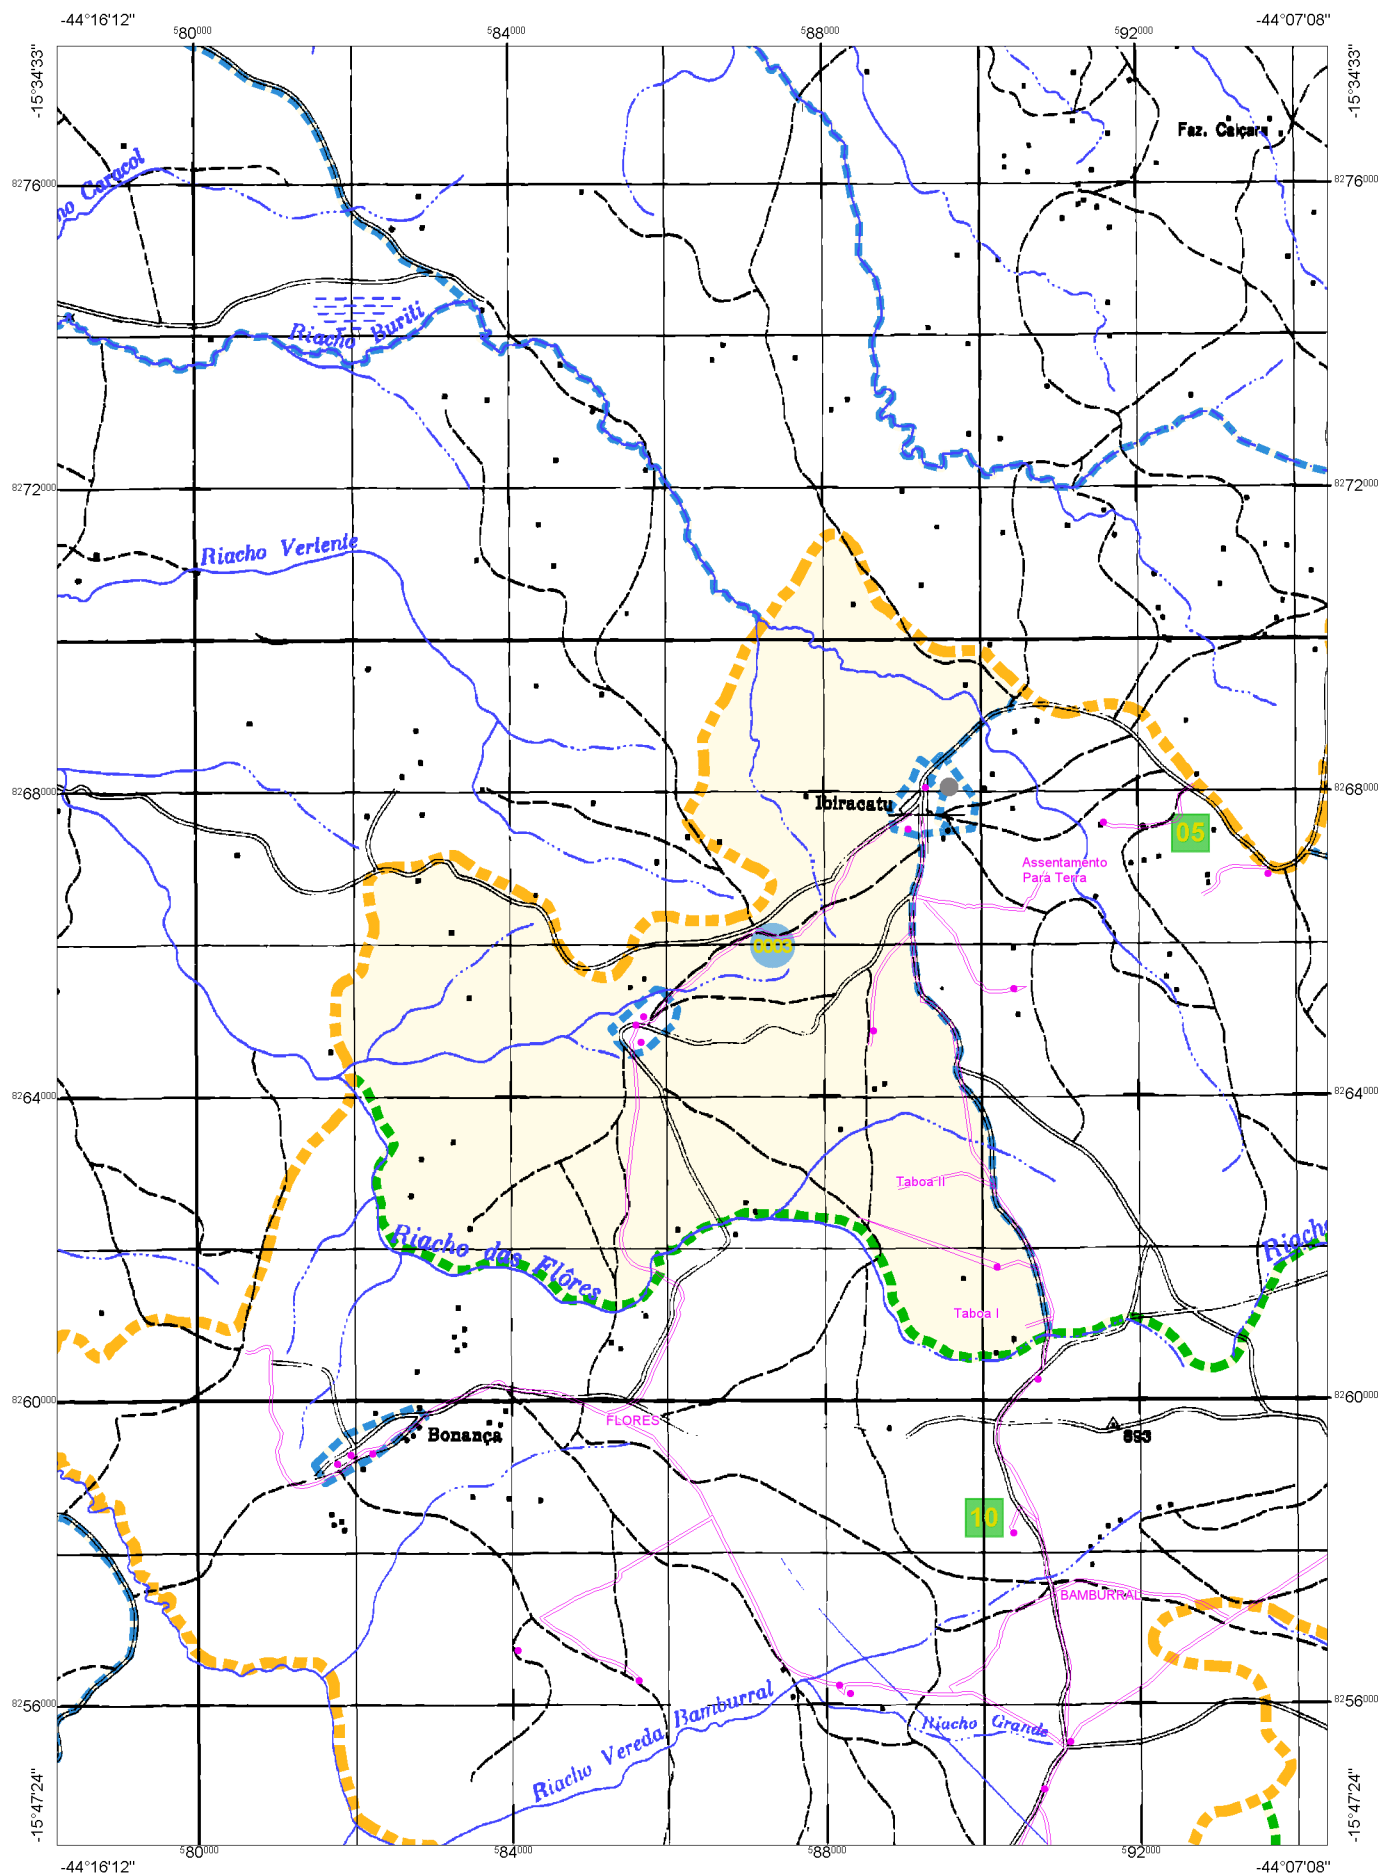 -44°16'12" -44°07'08"
580000 584000 588000 592000
-15°34'33" -15°34'33"
Faz. Caiçara
8276000 8276000
no Caracol
Riacho Buriti
8272000 8272000
Riacho Vertente
8268000 8268000
Ibiracatu
05
Assentamento
Para Terra
0003
8264000 8264000
Taboa II
Riacho das Flôres
Riacho
Taboa I
8260000 8260000
FLORES
Bonança
893
10
BAMBURRAL
8256000 8256000
Riacho Vereda Bamburral
Riacho Grande
-15°47'24" -15°47'24"
580000 584000 588000 592000
-44°16'12" -44°07'08"